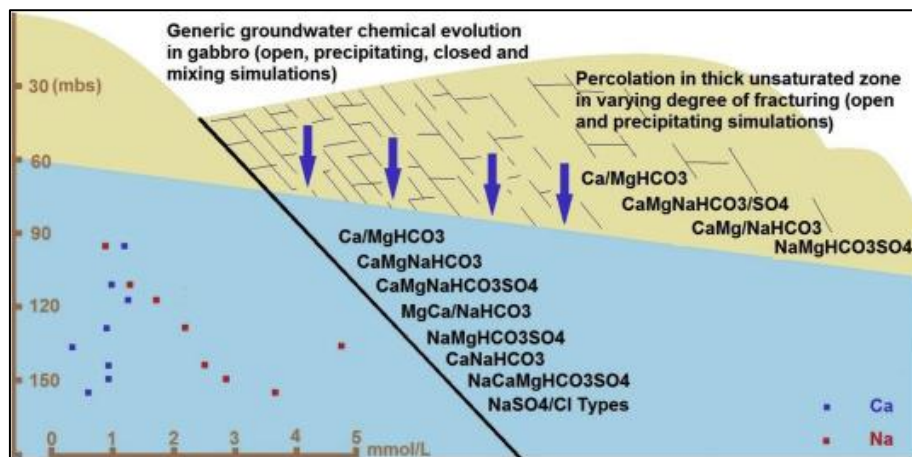 Generic groundwater chemical evolution
in gabbro (open, precipitating, closed and
mixing simulations)
30 (mbs)
Percolation in thick unsaturated zone
in varying degree of fracturing (open
and precipitating simulations)
60
Ca/MgHCO3
CaMgNaHCO3/SO4
CaMg/NaHCO3
NaMgHCO3SO4
90
Ca/MgHCO3
CaMgNaHCO3
CaMgNaHCO3SO4
MgCa/NaHCO3
120
NaMgHCO3SO4
CaNaHCO3
NaCaMgHCO3SO4
150
NaSO4/Cl Types
Ca
Na
0 1 2 3 4 5
mmol/L